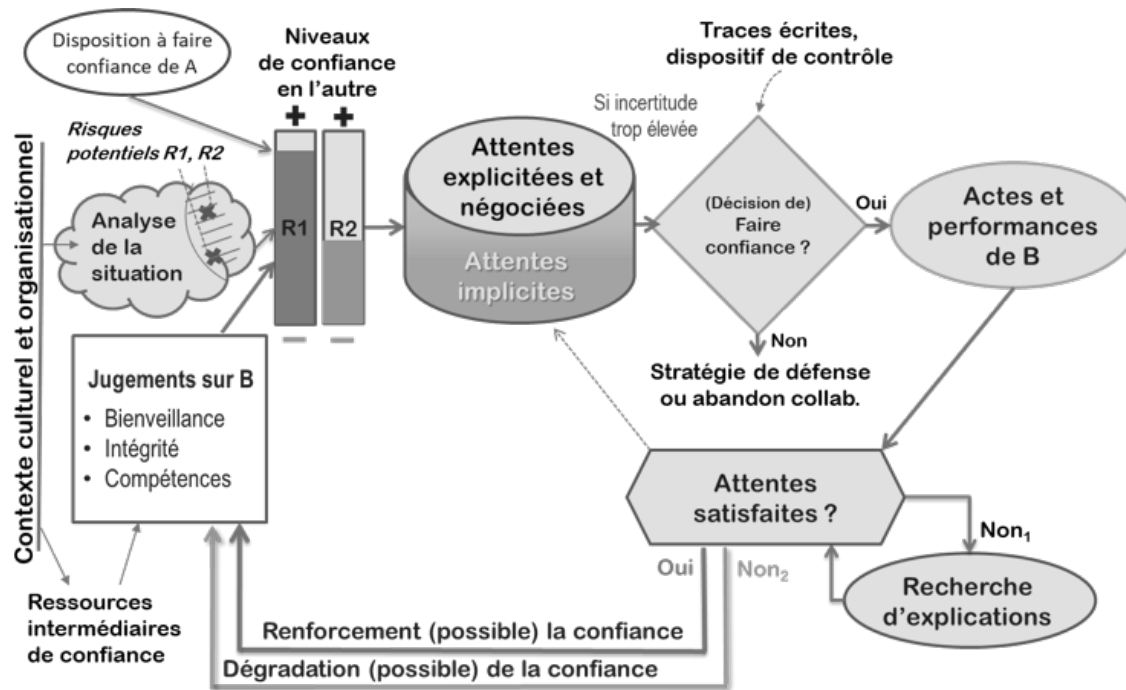 Disposition à faire
confiance de A
Niveaux
de confiance
en l'autre
+
+
Traces écrites,
dispositif de contrôle
Si incertitude
trop élevée
Contexte culturel et organisationnel
Risques
potentiels R1, R2
Analyse
de la
situation
R1
R2
−
−
Attentes
explicitées et
négociées
Attentes
implicites
(Décision de)
Faire
confiance ?
Oui
Actes et
performances
de B
Non
Stratégie de défense
ou abandon collab.
Jugements sur B
• Bienveillance
• Intégrité
• Compétences
Attentes
satisfaites ?
Non₁
Oui
Non₂
Recherche
d'explications
Ressources
intermédiaires
de confiance
Renforcement (possible) la confiance
Dégradation (possible) de la confiance